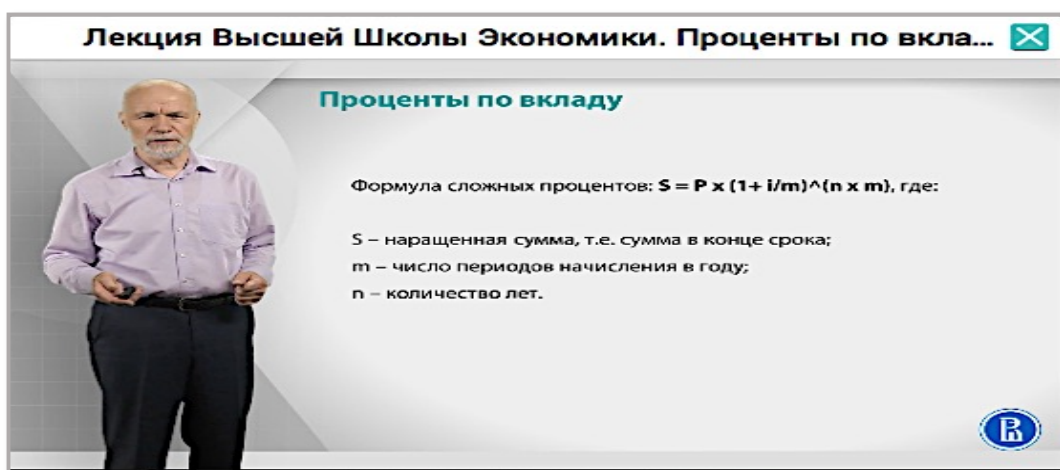 Лекция Высшей Школы Экономики. Проценты по вкла...
Проценты по вкладу
Формула сложных процентов: S = P x (1+ i/m)^(n x m), где:
S – наращенная сумма, т.е. сумма в конце срока;
m – число периодов начисления в году;
n – количество лет.